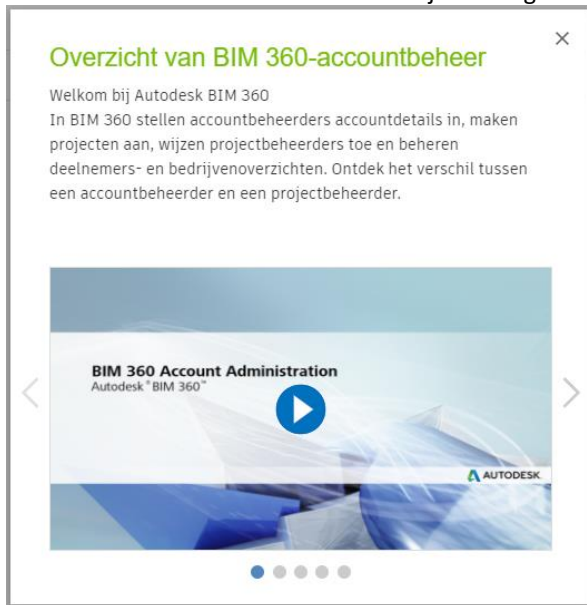 Overzicht van BIM 360-accountbeheer
Welkom bij Autodesk BIM 360
In BIM 360 stellen accountbeheerders accountdetails in, maken
projecten aan, wijzen projectbeheerders toe en beheren
deelnemers- en bedrijvenoverzichten. Ontdek het verschil tussen
een accountbeheerder en een projectbeheerder.
BIM 360 Account Administration
Autodesk® BIM 360™
AUTODESK.